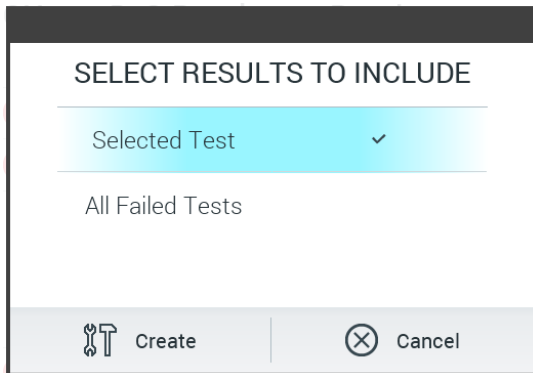 SELECT RESULTS TO INCLUDE
Selected Test
All Failed Tests
Create Cancel